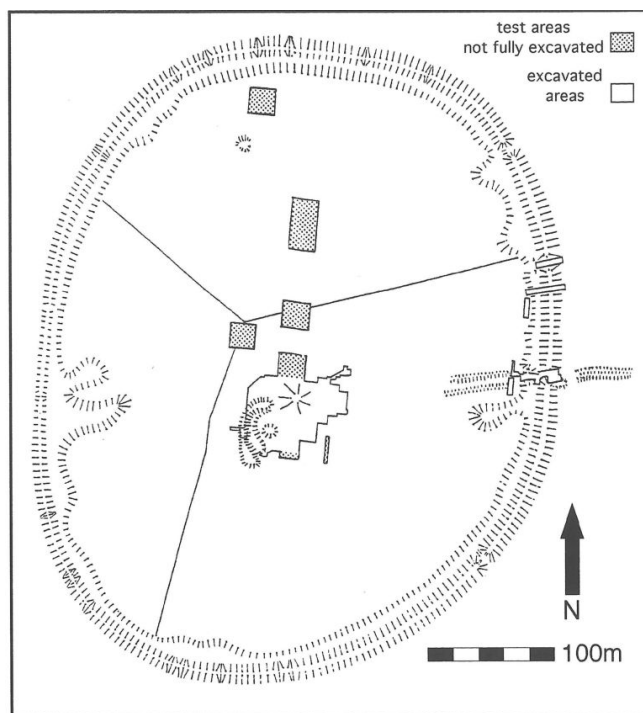 test areas
not fully excavated
excavated
areas
N
100m